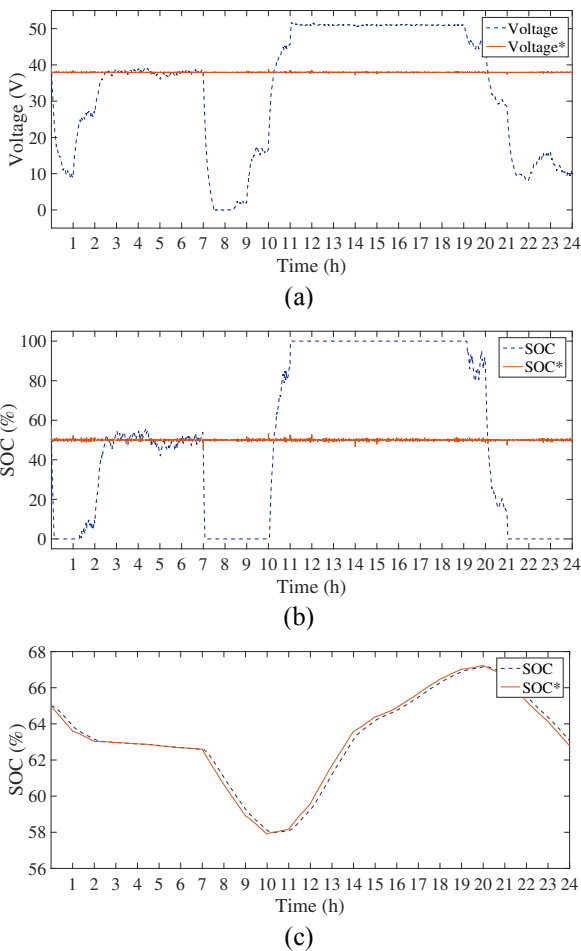 50
40
30
20
10
0
Voltage (V)
Voltage
Voltage*
1 2 3 4 5 6 7 8 9 10 11 12 13 14 15 16 17 18 19 20 21 22 23 24
Time (h)
(a)
100
80
60
40
20
0
SOC (%)
SOC
SOC*
1 2 3 4 5 6 7 8 9 10 11 12 13 14 15 16 17 18 19 20 21 22 23 24
Time (h)
(b)
68
66
64
62
60
58
56
SOC (%)
SOC
SOC*
1 2 3 4 5 6 7 8 9 10 11 12 13 14 15 16 17 18 19 20 21 22 23 24
Time (h)
(c)